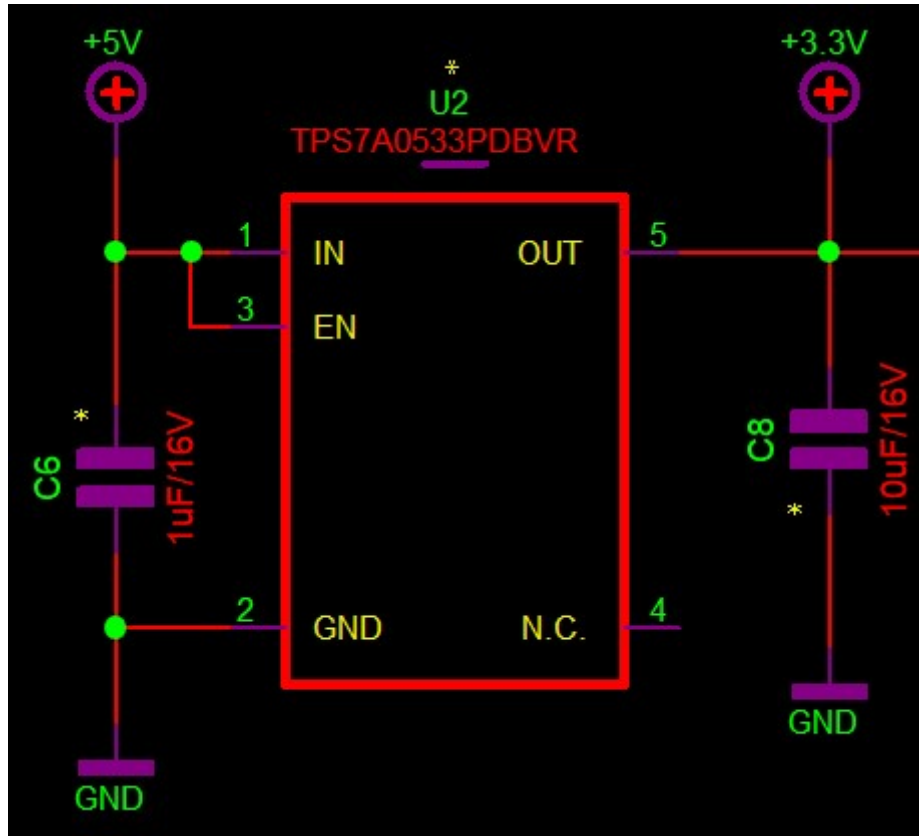 +5V
+3.3V
*
U2
TPS7A0533PDBVR
1
IN
OUT
5
3
EN
*
C6
1uF/16V
C8
10uF/16V
*
2
GND
N.C.
4
GND
GND